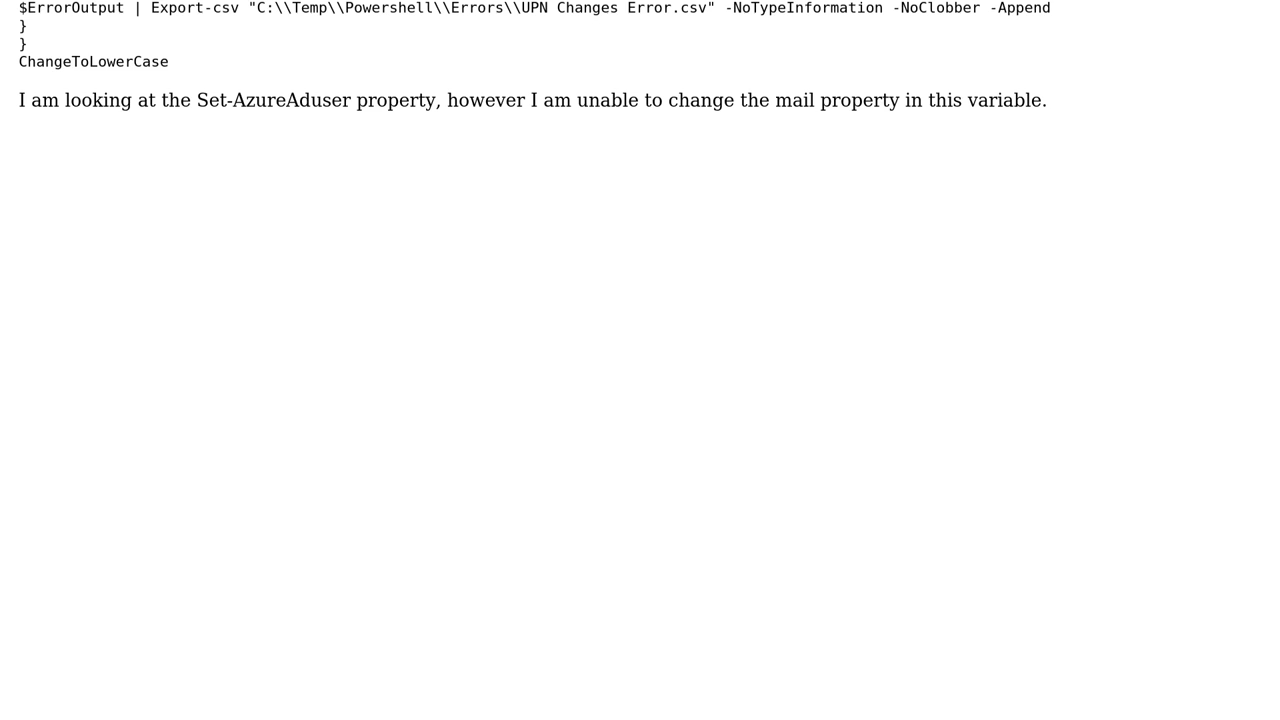 $ErrorOutput | Export-csv "C:\\Temp\\Powershell\\Errors\\UPN Changes Error.csv" -NoTypeInformation -NoClobber -Append
}
}
ChangeToLowerCase
I am looking at the Set-AzureAduser property, however I am unable to change the mail property in this variable.